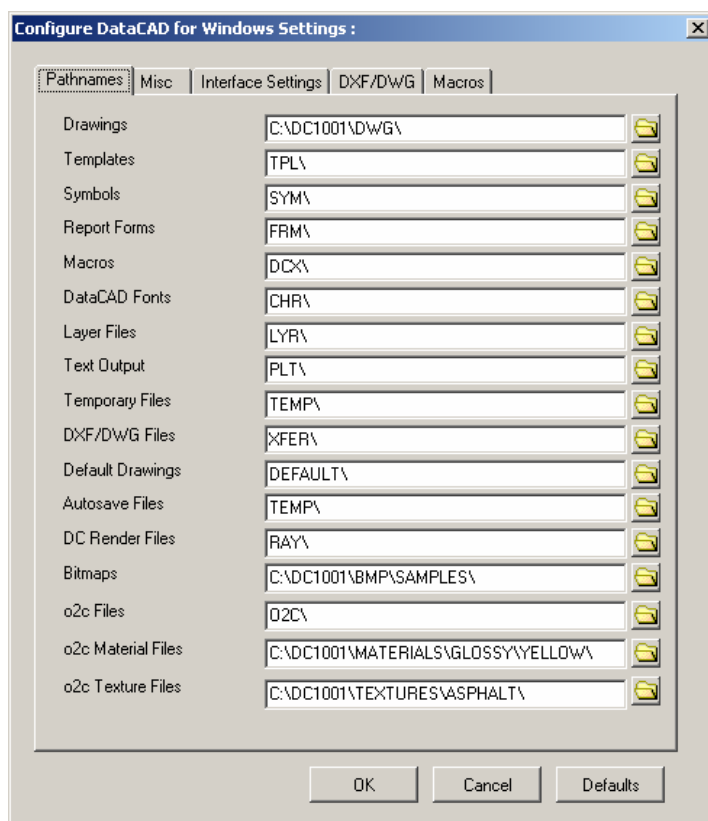 Configure DataCAD for Windows Settings :
Pathnames Misc Interface Settings DXF/DWG Macros
Drawings C:\DC1001\DWG\
Templates TPL\
Symbols SYM\
Report Forms FRM\
Macros DCX\
DataCAD Fonts CHR\
Layer Files LYR\
Text Output PLT\
Temporary Files TEMP\
DXF/DWG Files XFER\
Default Drawings DEFAULT\
Autosave Files TEMP\
DC Render Files RAY\
Bitmaps C:\DC1001\BMP\SAMPLES\
o2c Files O2C\
o2c Material Files C:\DC1001\MATERIALS\GLOSSY\YELLOW\
o2c Texture Files C:\DC1001\TEXTURES\ASPHALT\
OK Cancel Defaults